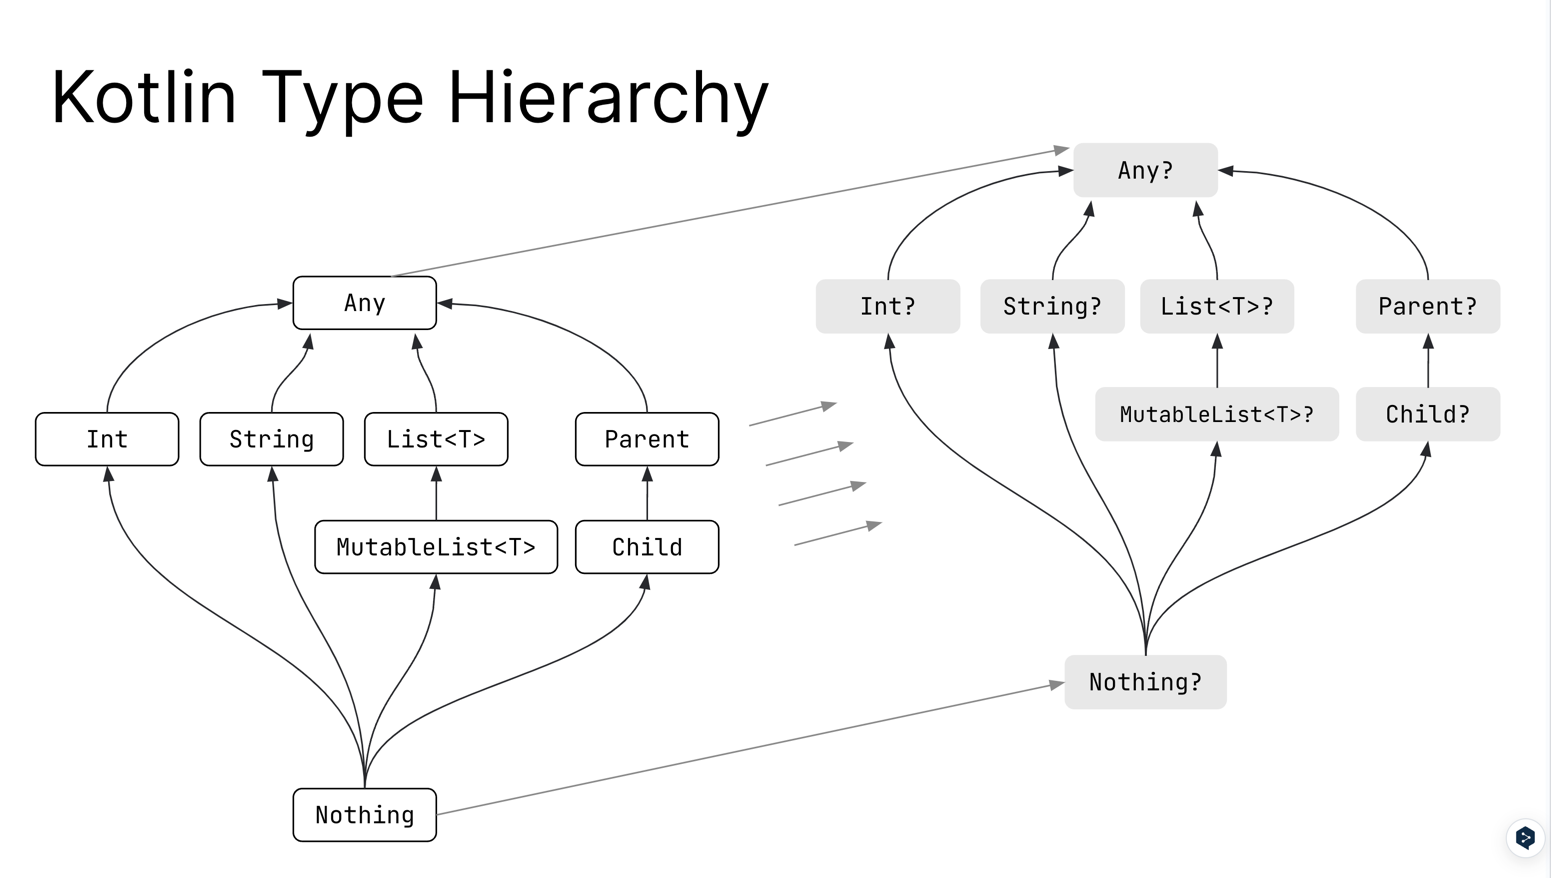 Kotlin Type Hierarchy
Any?
Int?
String?
List<T>?
Parent?
MutableList<T>?
Child?
Nothing?
Any
Int
String
List<T>
Parent
MutableList<T>
Child
Nothing